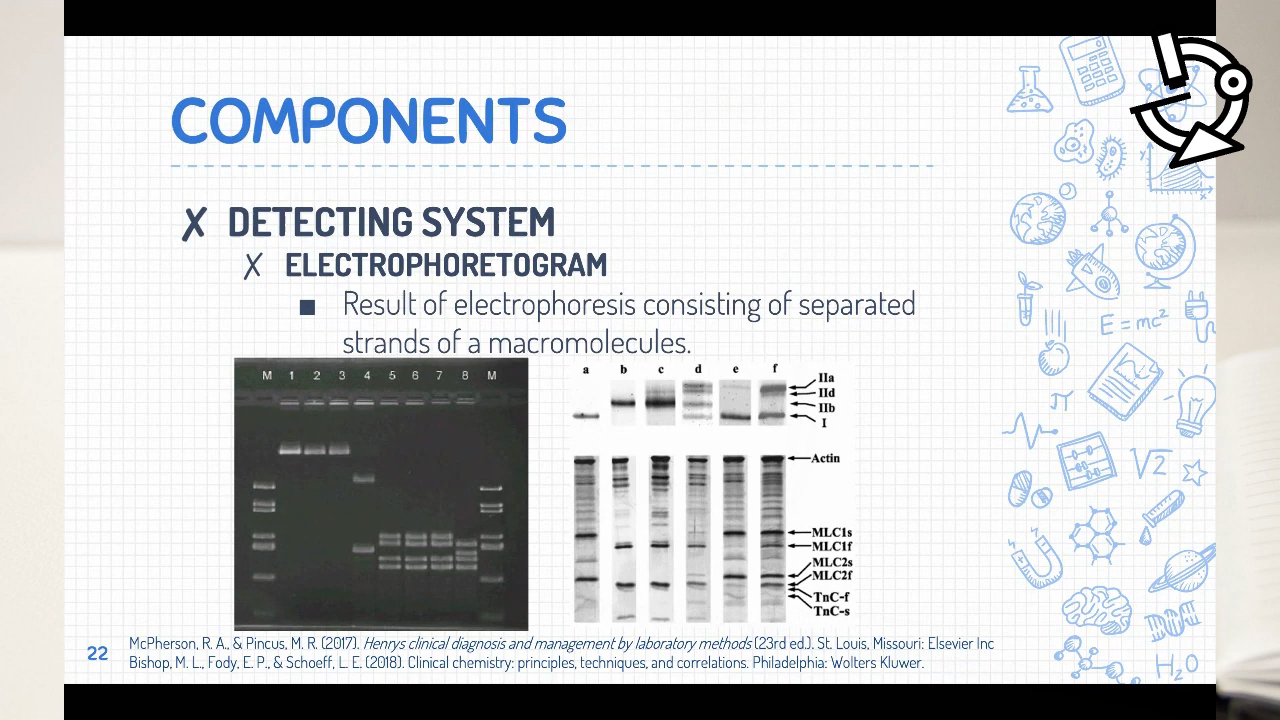 COMPONENTS
✗ DETECTING SYSTEM
✗ ELECTROPHORETOGRAM
■ Result of electrophoresis consisting of separated
strands of a macromolecules.
M 1 2 3 4 5 6 7 8 M
a b c d e f
IIa
IId
IIb
I
Actin
MLC1s
MLC1f
MLC2s
MLC2f
TnC-f
TnC-s
22
McPherson, R. A., & Pincus, M. R. (2017). Henrys clinical diagnosis and management by laboratory methods (23rd ed.). St. Louis, Missouri: Elsevier Inc
Bishop, M. L., Fody, E. P., & Schoeff, L. E. (2018). Clinical chemistry: principles, techniques, and correlations. Philadelphia: Wolters Kluwer.
y
x
E=mc²
π
√2
H₂O